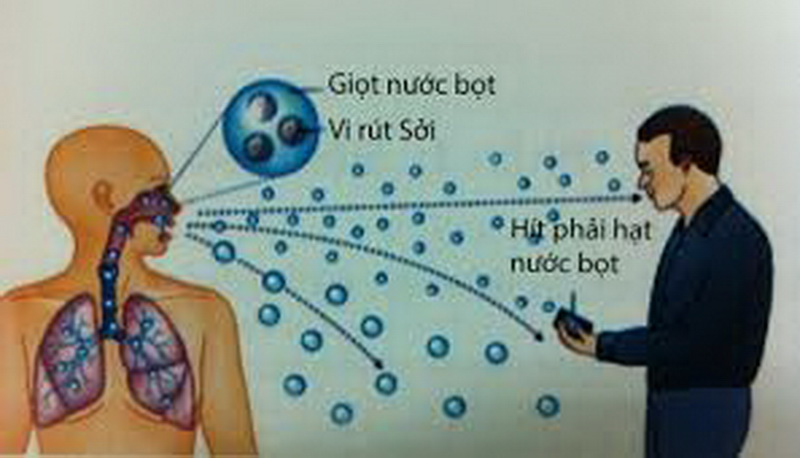 Giọt nước bọt
Vi rút Sởi
Hít phải hạt
nước bọt